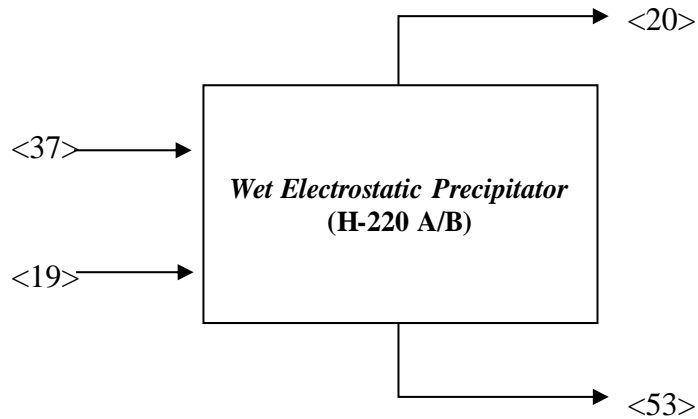 <20>
<37>
Wet Electrostatic Precipitator
(H-220 A/B)
<19>
<53>